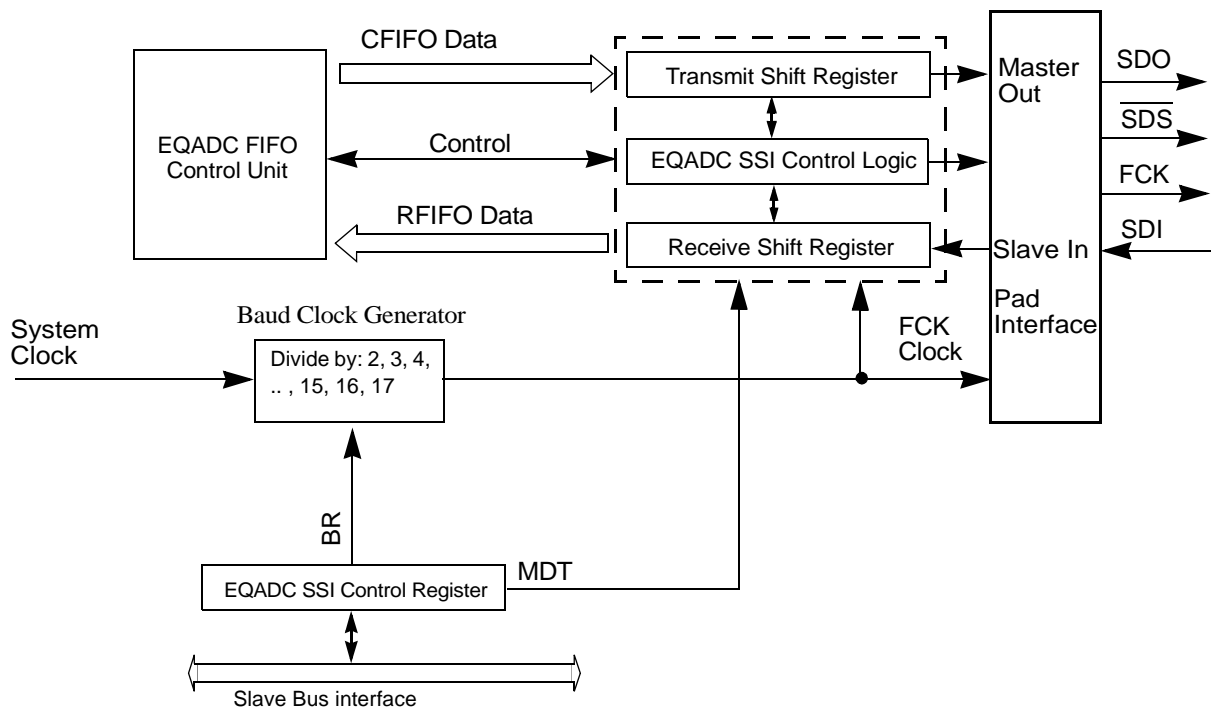 CFIFO Data
EQADC FIFO
Control Unit
Control
RFIFO Data
Transmit Shift Register
EQADC SSI Control Logic
Receive Shift Register
Master
Out
Slave In
Pad
Interface
SDO
SDS
FCK
SDI
System
Clock
Baud Clock Generator
Divide by: 2, 3, 4,
.. , 15, 16, 17
FCK
Clock
BR
EQADC SSI Control Register
MDT
Slave Bus interface